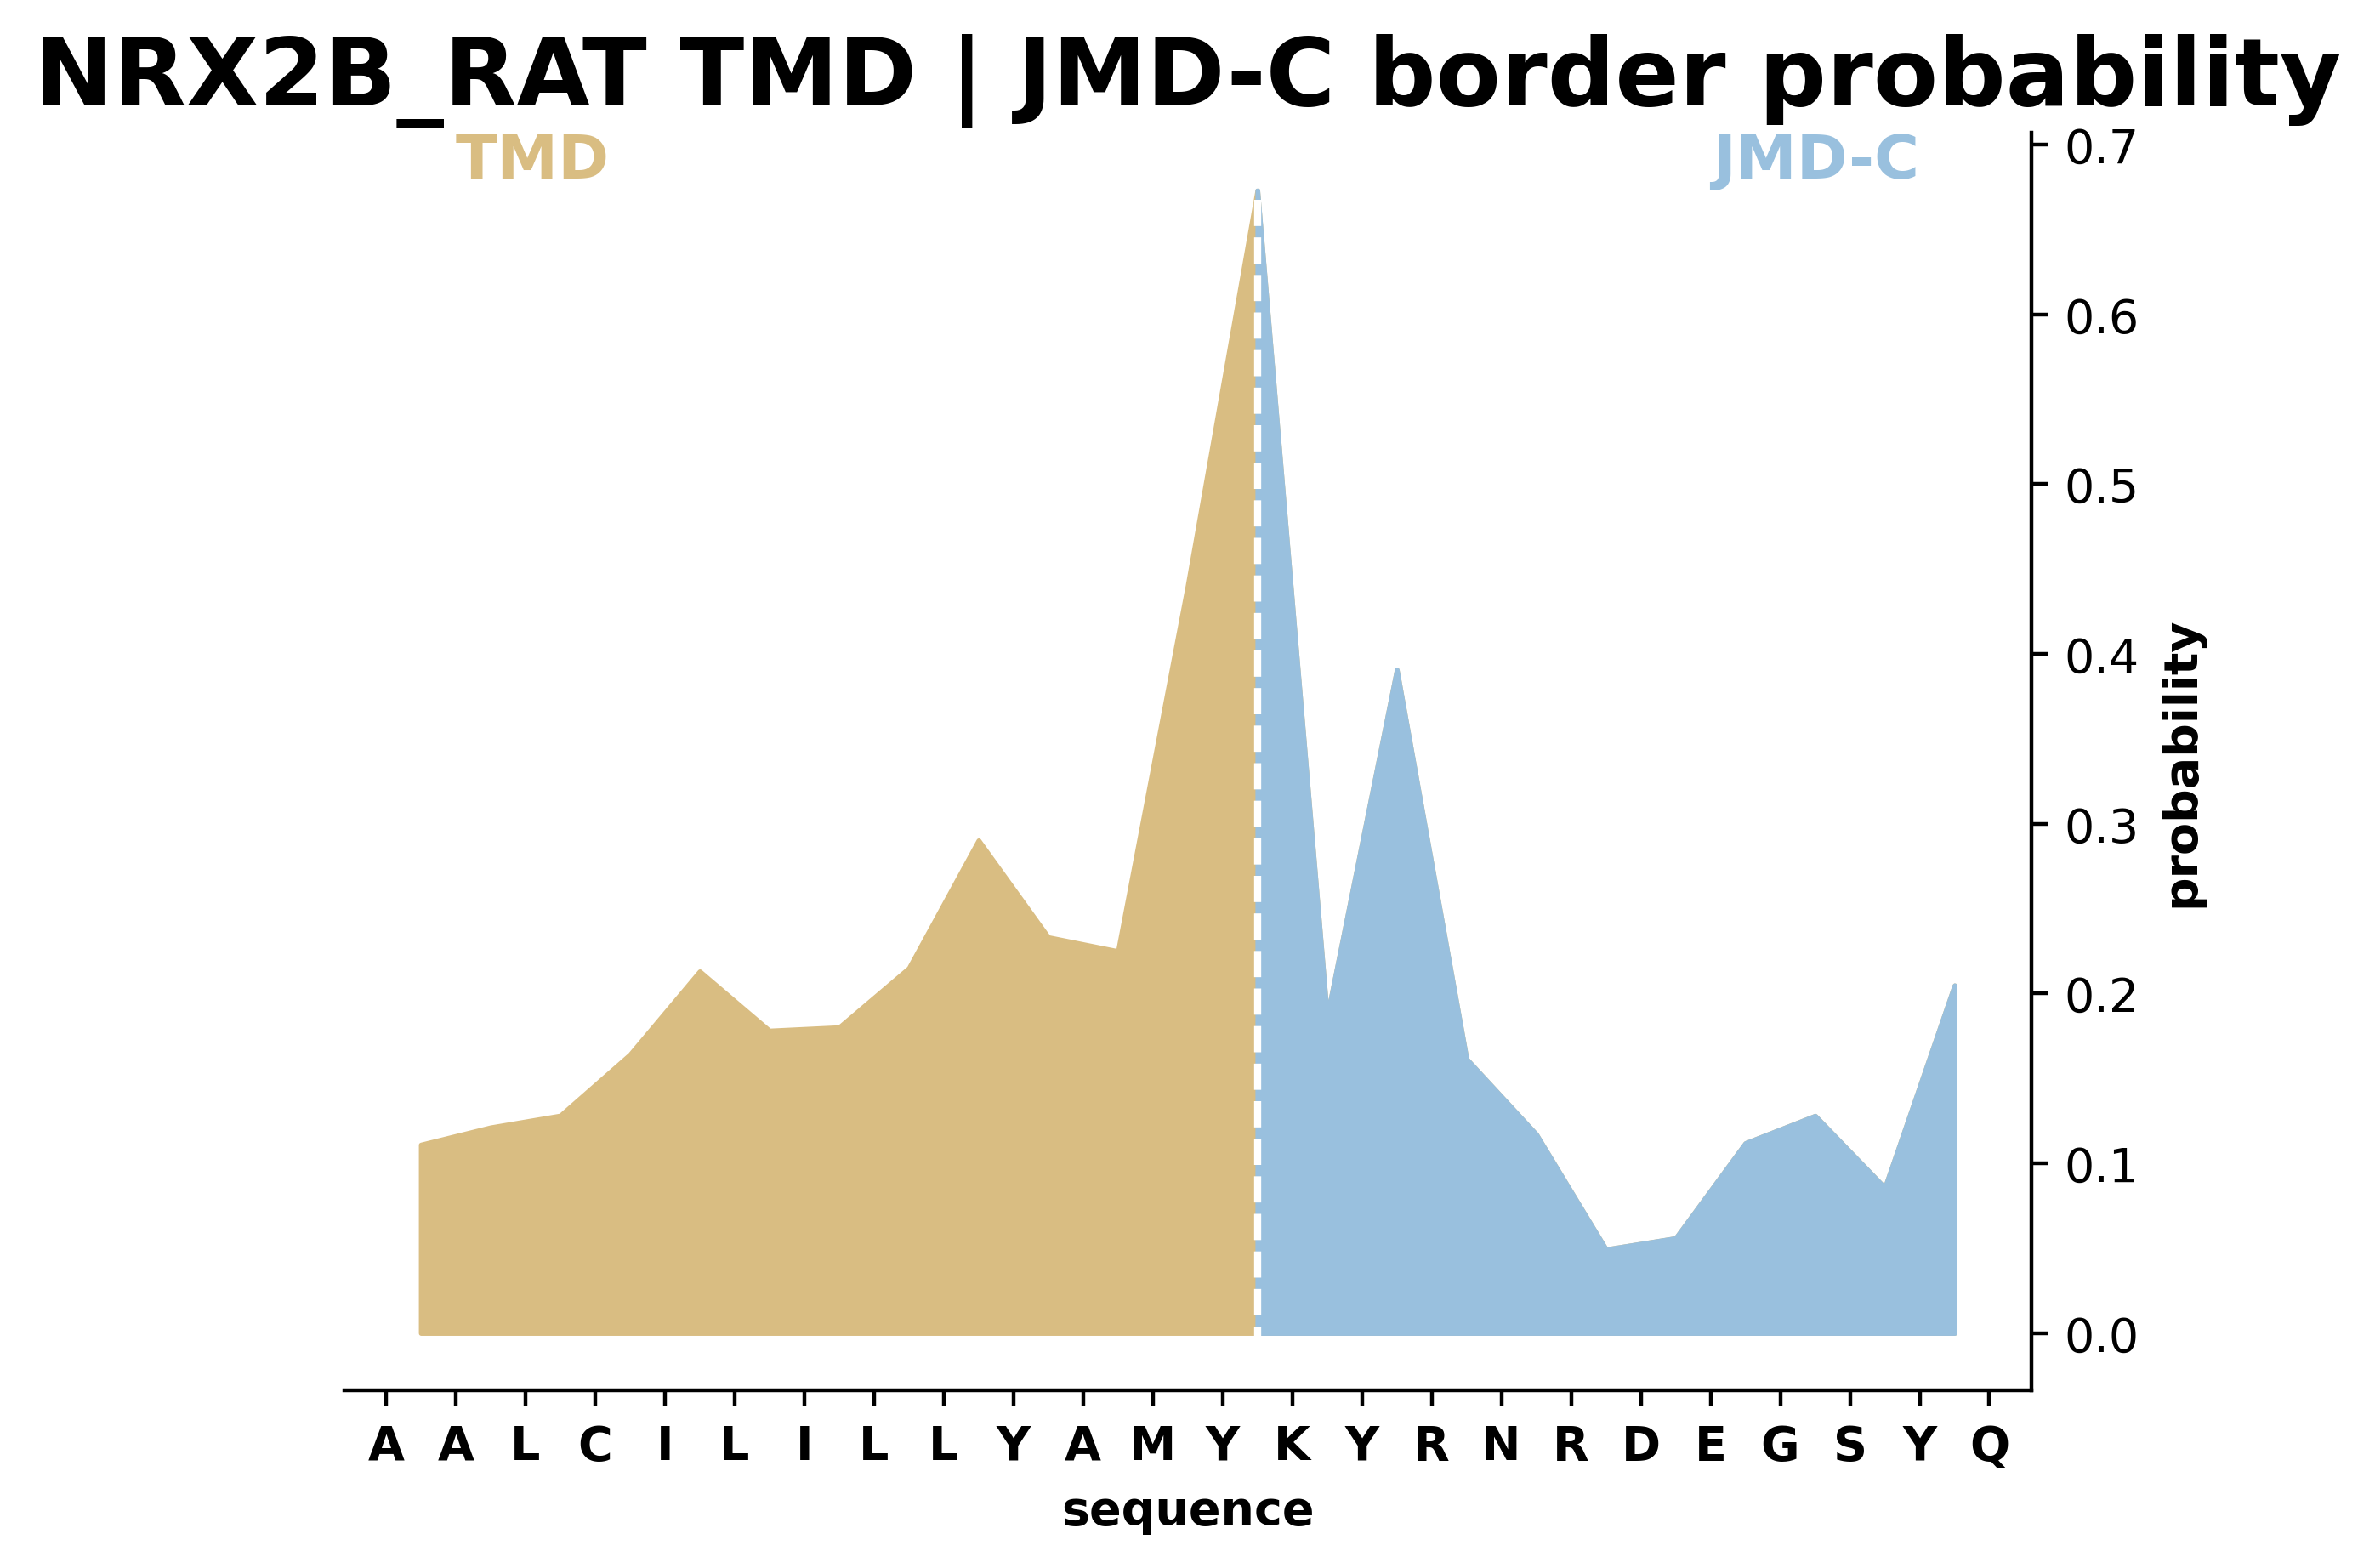 NRX2B_RAT TMD | JMD-C border probability
TMD
JMD-C
0.7
0.6
0.5
0.4
0.3
0.2
0.1
0.0
probability
A A L C I L I L L Y A M Y K Y R N R D E G S Y Q
sequence